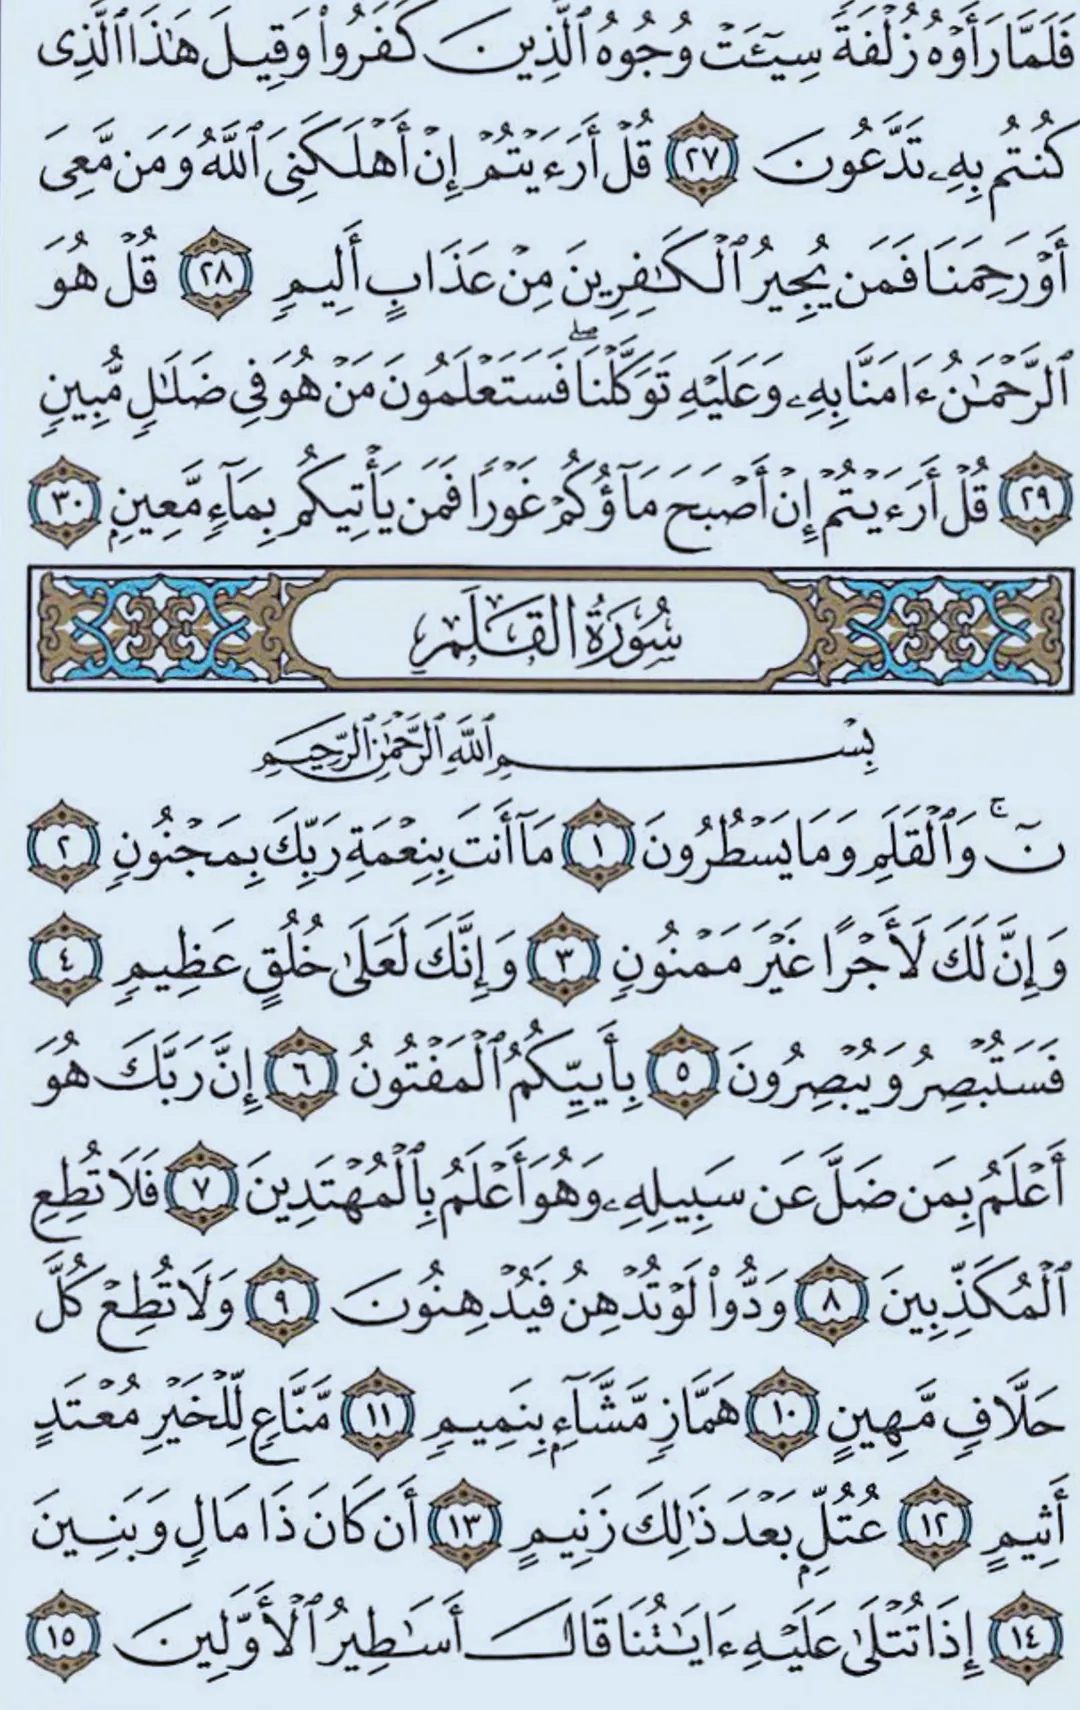 فَلَمَّا رَأَوْهُ زُلْفَةً سِيٓـَٔتْ وُجُوهُ ٱلَّذِينَ كَفَرُوا۟ وَقِيلَ هَٰذَا ٱلَّذِى
كُنتُم بِهِۦ تَدَّعُونَ ٢٧ قُلْ أَرَءَيْتُمْ إِنْ أَهْلَكَنِىَ ٱللَّهُ وَمَن مَّعِىَ
أَوْ رَحِمَنَا فَمَن يُجِيرُ ٱلْكَٰفِرِينَ مِنْ عَذَابٍ أَلِيمٍ ٢٨ قُلْ هُوَ
ٱلرَّحْمَٰنُ ءَامَنَّا بِهِۦ وَعَلَيْهِ تَوَكَّلْنَا ۖ فَسَتَعْلَمُونَ مَنْ هُوَ فِى ضَلَٰلٍ مُّبِينٍ
٢٩ قُلْ أَرَءَيْتُمْ إِنْ أَصْبَحَ مَآؤُكُمْ غَوْرًا فَمَن يَأْتِيكُم بِمَآءٍ مَّعِينٍۭ ٣٠
سُورَةُ القَلَمِ
بِسْمِ ٱللَّهِ ٱلرَّحْمَٰنِ ٱلرَّحِيمِ
نٓ ۚ وَٱلْقَلَمِ وَمَا يَسْطُرُونَ ١ مَآ أَنتَ بِنِعْمَةِ رَبِّكَ بِمَجْنُونٍ ٢
وَإِنَّ لَكَ لَأَجْرًا غَيْرَ مَمْنُونٍ ٣ وَإِنَّكَ لَعَلَىٰ خُلُقٍ عَظِيمٍ ٤
فَسَتُبْصِرُ وَيُبْصِرُونَ ٥ بِأَييِّكُمُ ٱلْمَفْتُونُ ٦ إِنَّ رَبَّكَ هُوَ
أَعْلَمُ بِمَن ضَلَّ عَن سَبِيلِهِۦ وَهُوَ أَعْلَمُ بِٱلْمُهْتَدِينَ ٧ فَلَا تُطِعِ
ٱلْمُكَذِّبِينَ ٨ وَدُّوا۟ لَوْ تُدْهِنُ فَيُدْهِنُونَ ٩ وَلَا تُطِعْ كُلَّ
حَلَّافٍ مَّهِينٍ ١٠ هَمَّازٍ مَّشَّآءٍۭ بِنَمِيمٍ ١١ مَّنَّاعٍ لِّلْخَيْرِ مُعْتَدٍ
أَثِيمٍ ١٢ عُتُلٍّۭ بَعْدَ ذَٰلِكَ زَنِيمٍ ١٣ أَن كَانَ ذَا مَالٍ وَبَنِينَ
١٤ إِذَا تُتْلَىٰ عَلَيْهِ ءَايَٰتُنَا قَالَ أَسَٰطِيرُ ٱلْأَوَّلِينَ ١٥